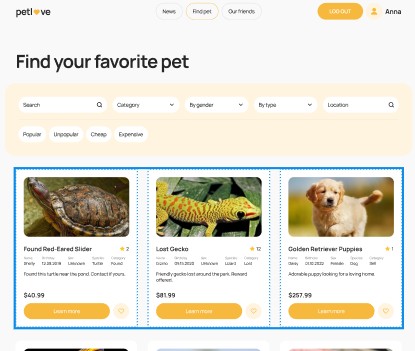 petl♥ve
News
Find pet
Our friends
LOG OUT
Anna
Find your favorite pet
Search
Category
By gender
By type
Location
Popular
Unpopular
Cheap
Expensive
Found Red-Eared Slider
2
Name Birthday Sex Species Category
Shelly 12.08.2019 Unknown Turtle Found
Found this turtle near the pond. Contact if yours.
$40.99
Learn more
Lost Gecko
12
Name Birthday Sex Species Category
Gizmo 09.11.2020 Unknown Lizard Lost
Friendly gecko lost around the park. Reward
offered.
$81.99
Learn more
Golden Retriever Puppies
1
Name Birthday Sex Species Category
Daisy 01.10.2022 Female Dog Sell
Adorable puppy looking for a loving home.
$257.99
Learn more